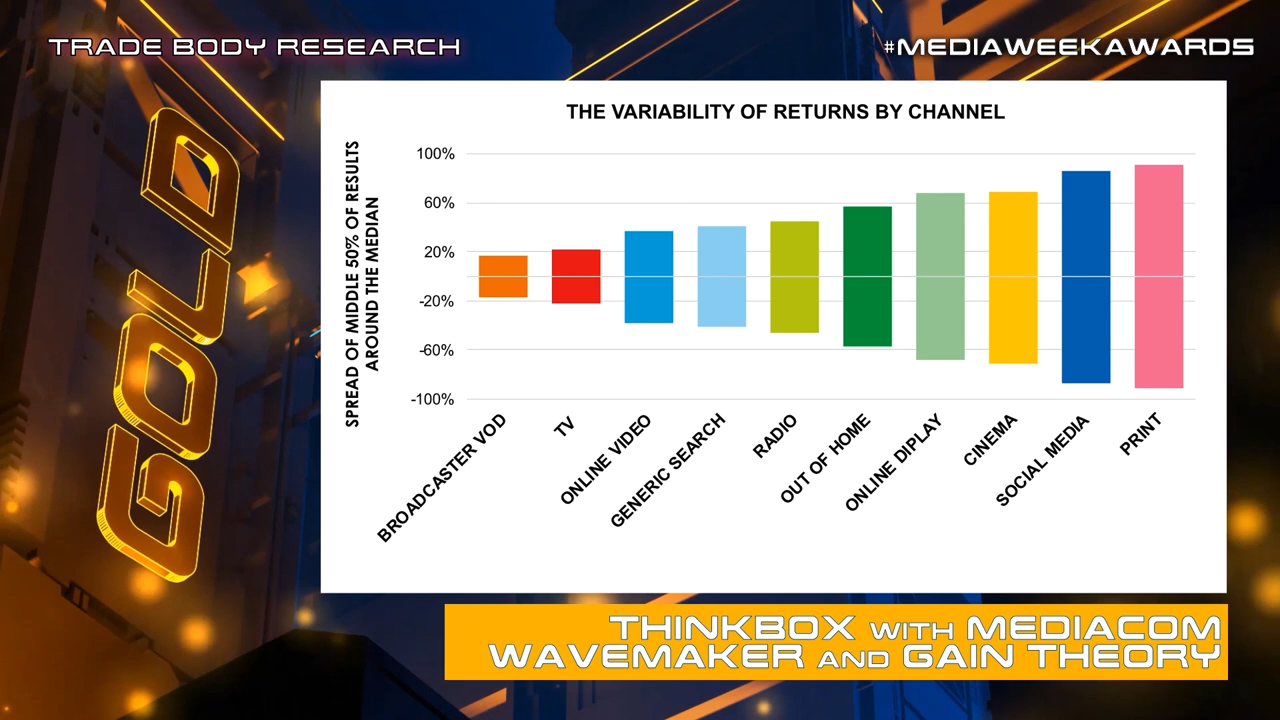 TRADE BODY RESEARCH
#MEDIAWEEKAWARDS
GOLD
THE VARIABILITY OF RETURNS BY CHANNEL
SPREAD OF MIDDLE 50% OF RESULTS
AROUND THE MEDIAN
100%
60%
20%
-20%
-60%
-100%
BROADCASTER VOD
TV
ONLINE VIDEO
GENERIC SEARCH
RADIO
OUT OF HOME
ONLINE DIPLAY
CINEMA
SOCIAL MEDIA
PRINT
THINKBOX WITH MEDIACOM
WAVEMAKER AND GAIN THEORY